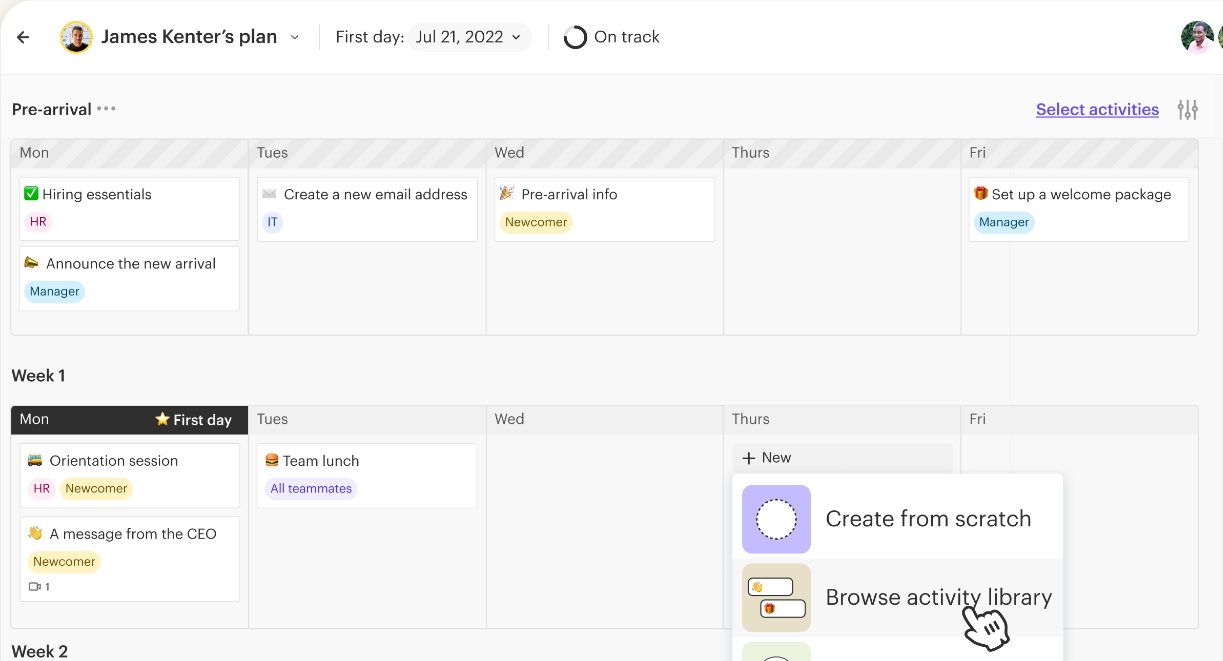 James Kenter’s plan First day: Jul 21, 2022 On track
Pre-arrival Select activities
Mon Tues Wed Thurs Fri
Hiring essentials
HR
Create a new email address
IT
Pre-arrival info
Newcomer
Set up a welcome package
Manager
Announce the new arrival
Manager
Week 1
Mon First day Tues Wed Thurs Fri
Orientation session
HR Newcomer
Team lunch
All teammates
+ New
A message from the CEO
Newcomer
1
Create from scratch
Browse activity library
Week 2